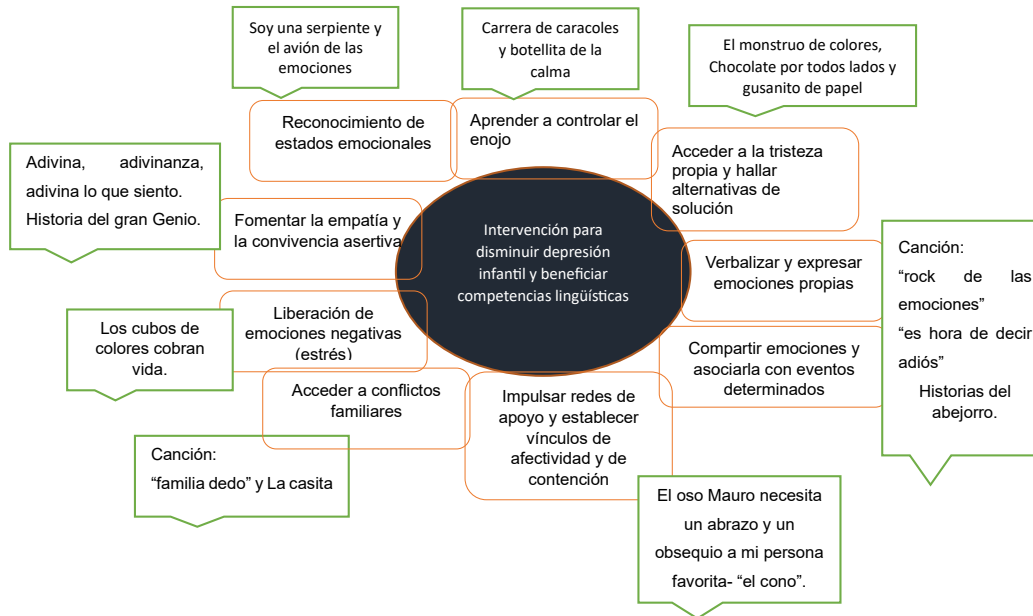 Soy una serpiente y
el avión de las
emociones
Carrera de caracoles
y botellita de la
calma
El monstruo de colores,
Chocolate por todos lados y
gusanito de papel
Reconocimiento de
estados emocionales
Aprender a controlar el
enojo
Acceder a la tristeza
propia y hallar
alternativas de
solución
Adivina, adivinanza,
adivina lo que siento.
Historia del gran Genio.
Fomentar la empatía y
la convivencia asertiva
Intervención para
disminuir depresión
infantil y beneficiar
competencias lingüísticas
Verbalizar y expresar
emociones propias
Canción:
“rock de las
emociones”
“es hora de decir
adiós”
Historias del
abejorro.
Los cubos de
colores cobran
vida.
Liberación de
emociones negativas
(estrés)
Compartir emociones y
asociarla con eventos
determinados
Acceder a conflictos
familiares
Impulsar redes de
apoyo y establecer
vínculos de
afectividad y de
contención
Canción:
“familia dedo” y La casita
El oso Mauro necesita
un abrazo y un
obsequio a mi persona
favorita- “el cono”.